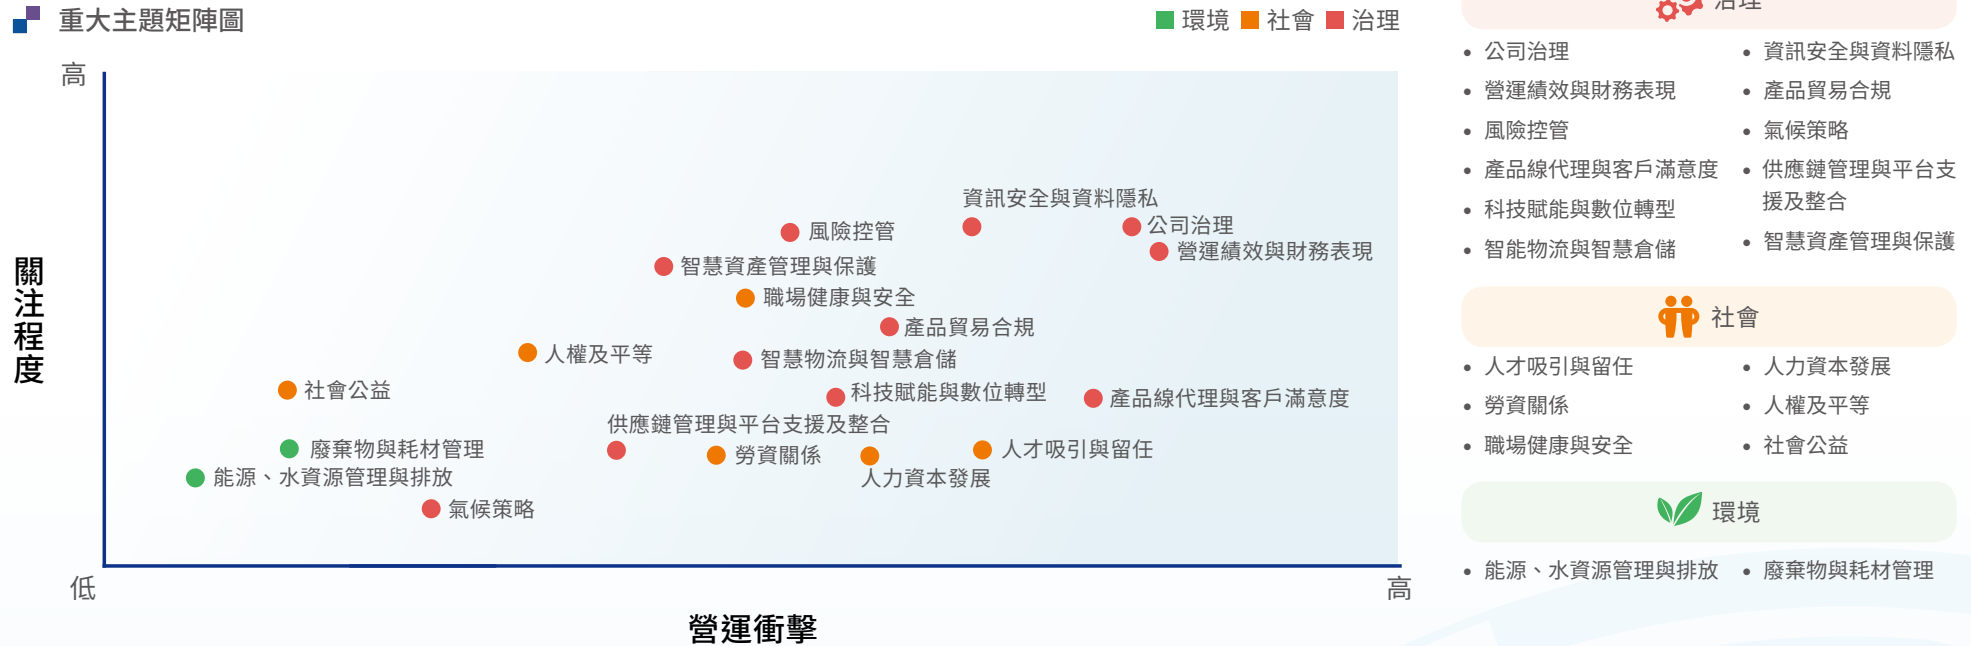 重大主題矩陣圖
環境 社會 治理
高
關注程度
資訊安全與資料隱私
風險控管
公司治理
營運績效與財務表現
智慧資產管理與保護
職場健康與安全
產品貿易合規
人權及平等
智慧物流與智慧倉儲
社會公益
科技賦能與數位轉型
產品線代理與客戶滿意度
供應鏈管理與平台支援及整合
廢棄物與耗材管理
勞資關係
人才吸引與留任
能源、水資源管理與排放
人力資本發展
氣候策略
低
高
營運衝擊
治理
• 公司治理
• 營運績效與財務表現
• 風險控管
• 產品線代理與客戶滿意度
• 科技賦能與數位轉型
• 智能物流與智慧倉儲
• 資訊安全與資料隱私
• 產品貿易合規
• 氣候策略
• 供應鏈管理與平台支
援及整合
• 智慧資產管理與保護
社會
• 人才吸引與留任
• 勞資關係
• 職場健康與安全
• 人力資本發展
• 人權及平等
• 社會公益
環境
• 能源、水資源管理與排放
• 廢棄物與耗材管理